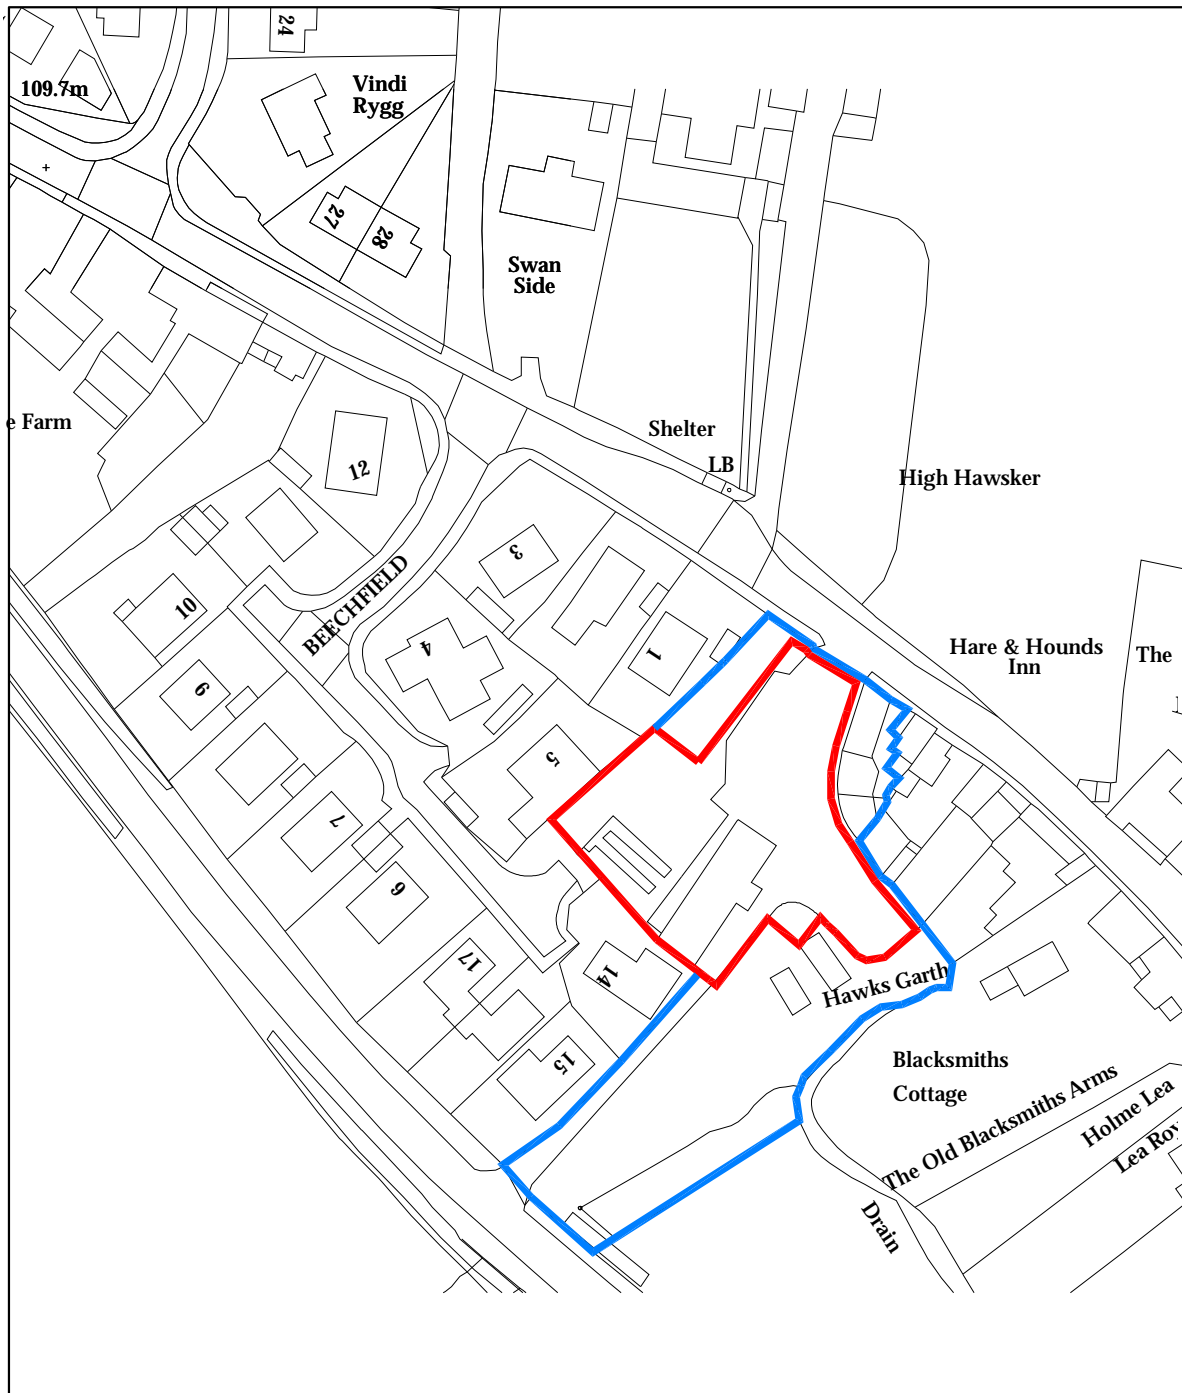 24
109.7m
Vindi
Rygg
27
28
Swan
Side
e Farm
Shelter
LB
12
High Hawsker
3
BEECHFIELD
10
4
1
Hare & Hounds
Inn
The
9
5
7
6
17
14
Hawks Garth
15
Blacksmiths
Cottage
The Old Blacksmiths Arms
Holme Lea
Lea Roy
Drain